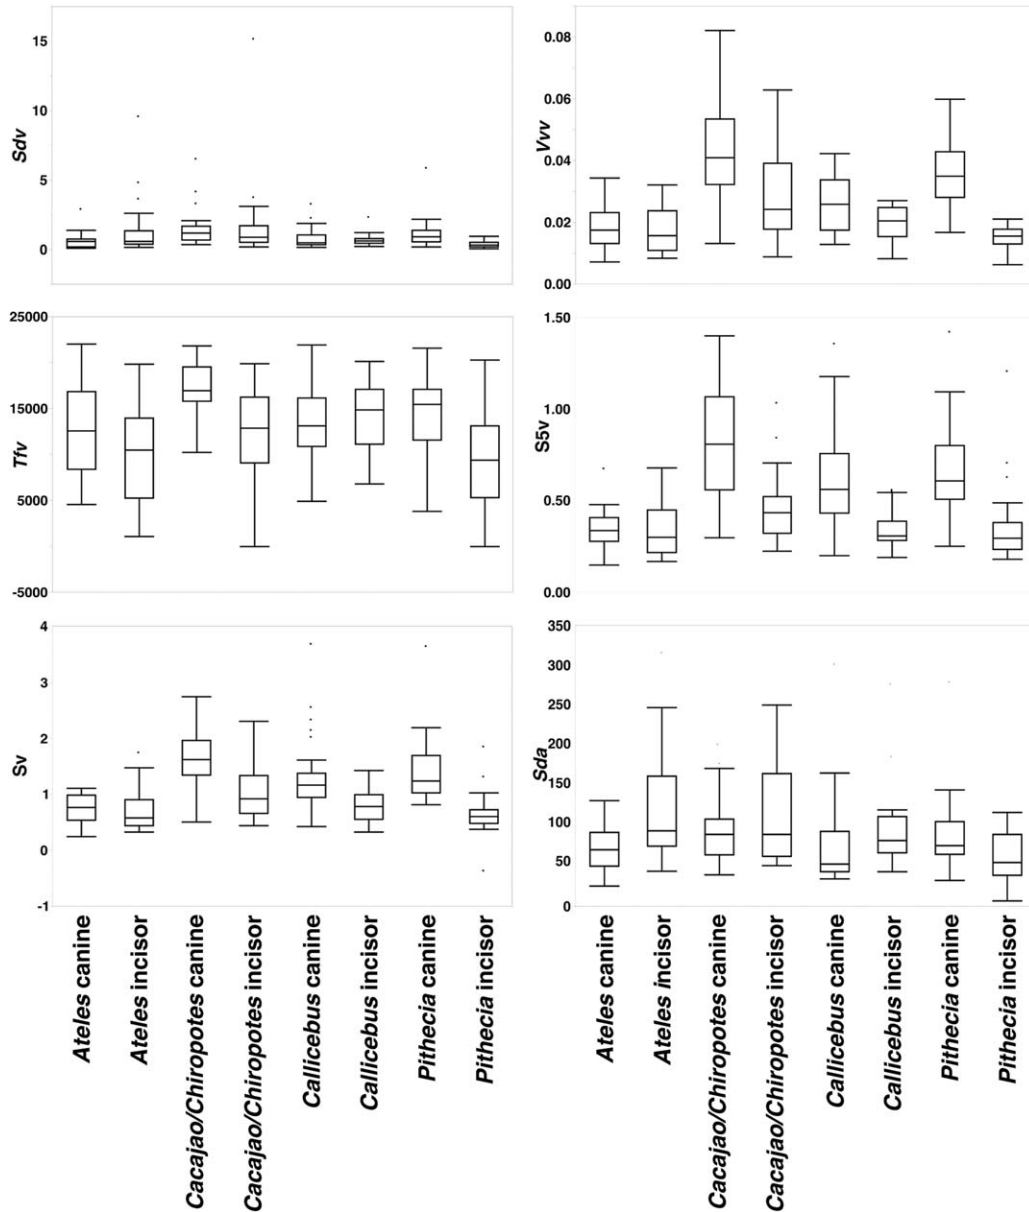 Sdv
15
10
5
0
Vvv
0.08
0.06
0.04
0.02
0.00
Tfv
25000
15000
5000
-5000
S5v
1.50
1.00
0.50
0.00
Sv
4
3
2
1
0
-1
Sda
350
300
250
200
150
100
50
0
Ateles canine
Ateles incisor
Cacajao/Chiropotes canine
Cacajao/Chiropotes incisor
Callicebus canine
Callicebus incisor
Pithecia canine
Pithecia incisor
Ateles canine
Ateles incisor
Cacajao/Chiropotes canine
Cacajao/Chiropotes incisor
Callicebus canine
Callicebus incisor
Pithecia canine
Pithecia incisor